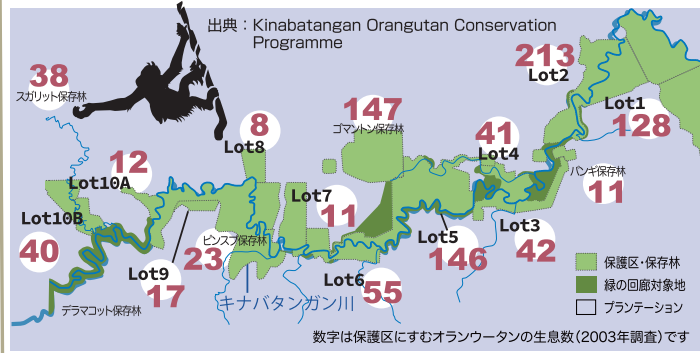 出典：Kinabatangan Orangutan Conservation
Programme
38
スガリット保存林
213
Lot2
147
ゴマントン保存林
Lot1
128
8
Lot8
41
Lot4
12
Lot10A
パンキ保存林
11
Lot7
11
Lot10B
40
ピンスプ保存林
23
Lot3
42
Lot5
146
Lot9
17
Lot6
55
キナバタンガン川
デラマコット保存林
保護区・保存林
緑の回廊対象地
プランテーション
数字は保護区にすむオランウータンの生息数（2003年調査）です